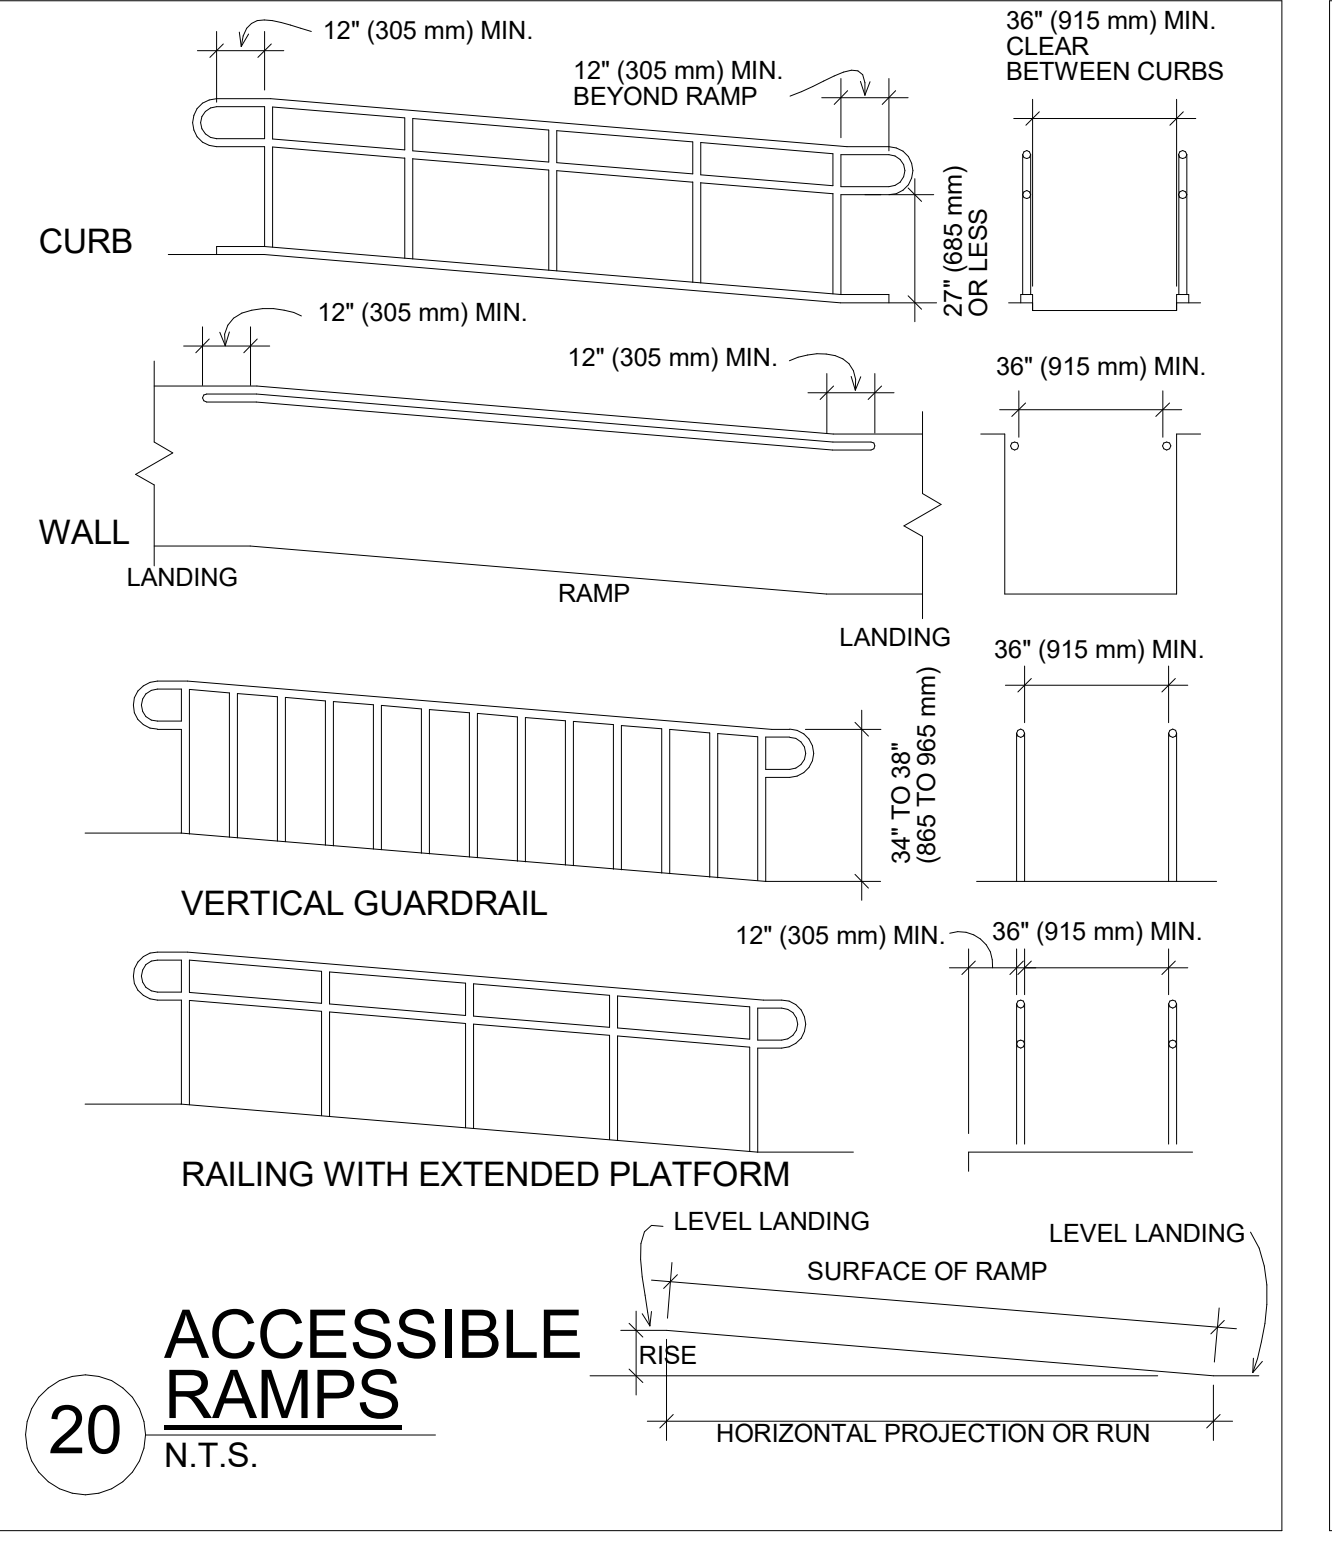 12" (305 mm) MIN.
36" (915 mm) MIN.
CLEAR
BETWEEN CURBS
12" (305 mm) MIN.
BEYOND RAMP
CURB
27" (685 mm)
OR LESS
12" (305 mm) MIN.
12" (305 mm) MIN.
36" (915 mm) MIN.
WALL
LANDING
RAMP
LANDING
36" (915 mm) MIN.
34" TO 38"
(865 TO 965 mm)
VERTICAL GUARDRAIL
12" (305 mm) MIN.
36" (915 mm) MIN.
RAILING WITH EXTENDED PLATFORM
LEVEL LANDING
LEVEL LANDING
SURFACE OF RAMP
RISE
HORIZONTAL PROJECTION OR RUN
20
ACCESSIBLE
RAMPS
N.T.S.